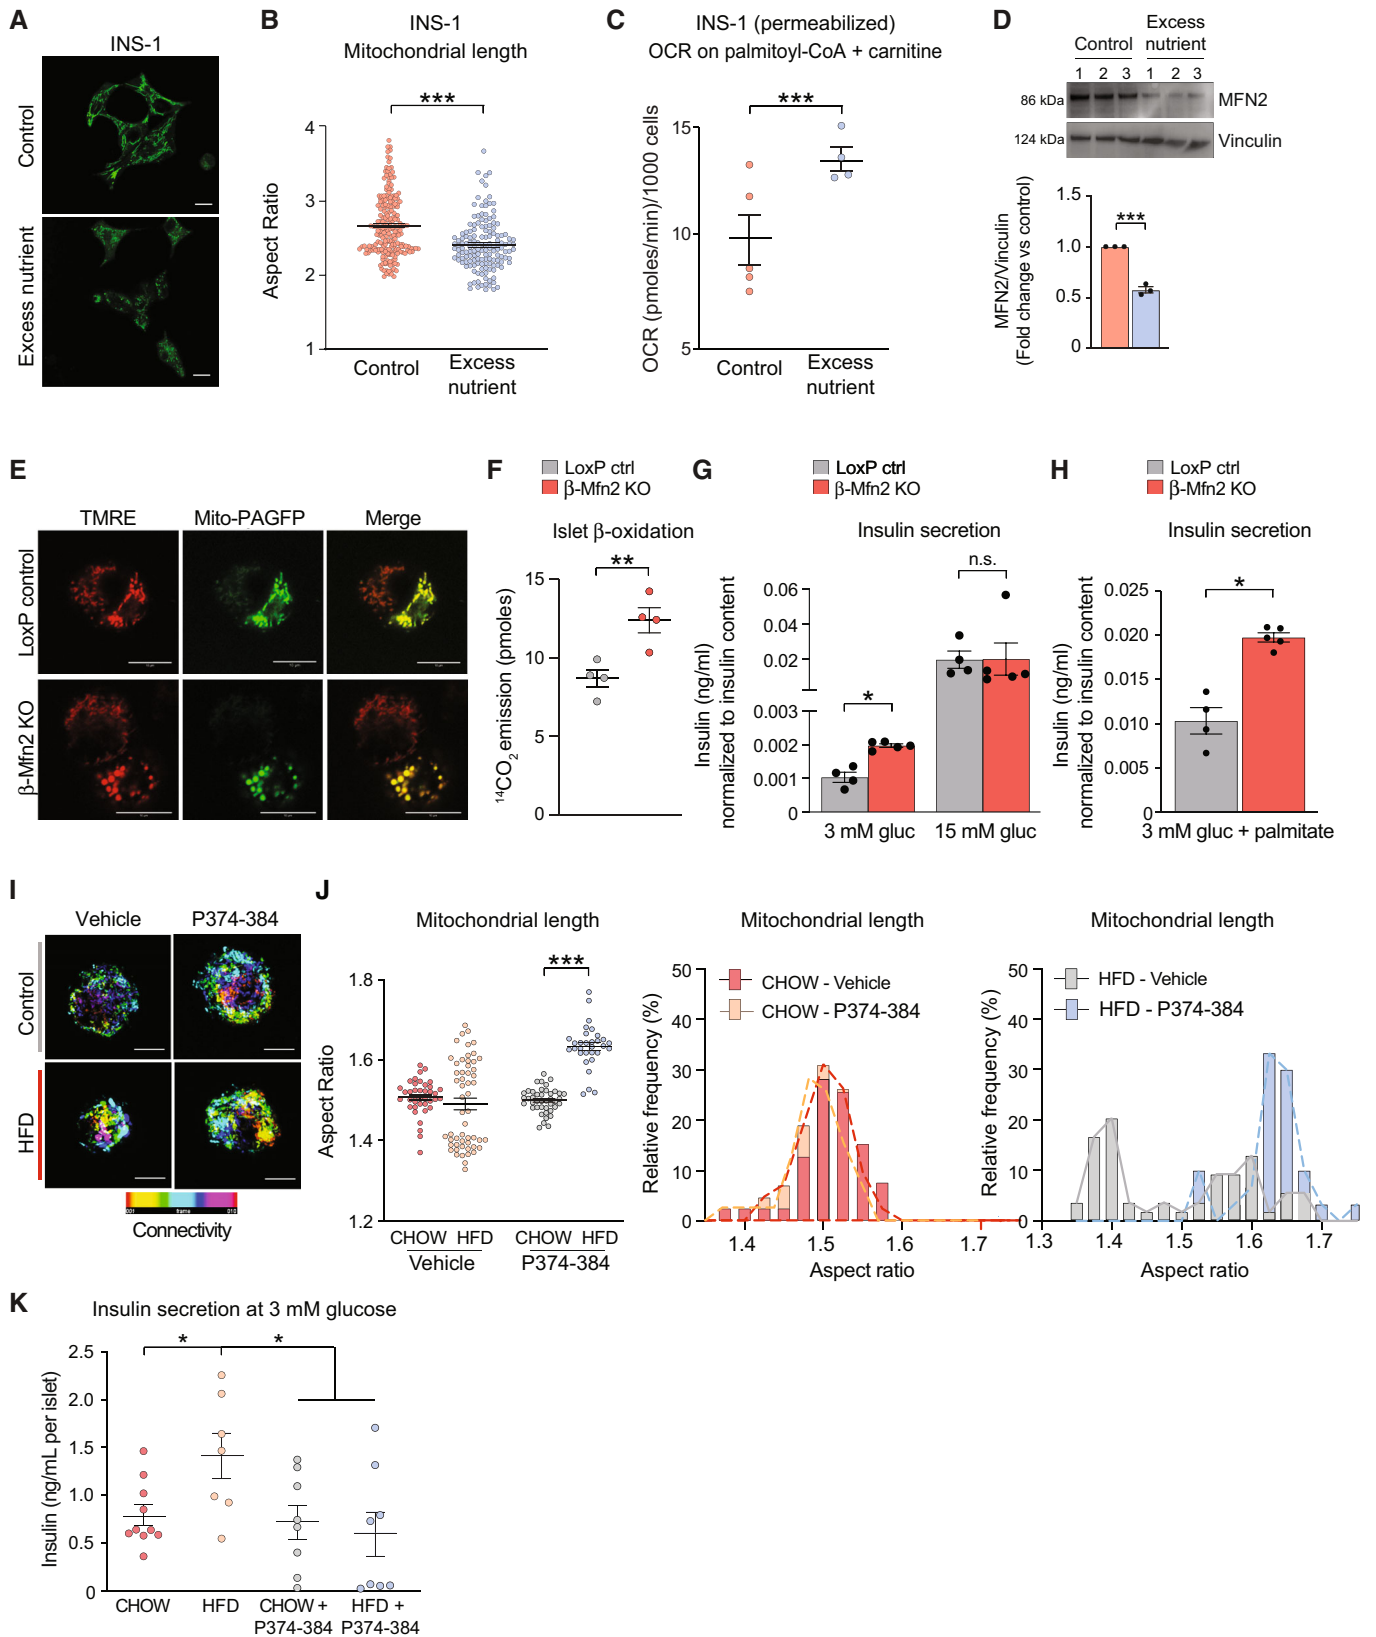 A
INS-1
Control
Excess nutrient
B
INS-1
Mitochondrial length
***
Aspect Ratio
4
3
2
1
Control
Excess
nutrient
C
INS-1 (permeabilized)
OCR on palmitoyl-CoA + carnitine
***
OCR (pmoles/min)/1000 cells
15
10
5
Control
Excess
nutrient
D
Excess
Control nutrient
1 2 3 1 2 3
86 kDa MFN2
124 kDa Vinculin
MFN2/Vinculin
(Fold change vs control)
1.5
***
1.0
0.5
0
E
TMRE Mito-PAGFP Merge
LoxP control
β-Mfn2 KO
F
LoxP ctrl
β-Mfn2 KO
Islet β-oxidation
**
¹⁴CO₂ emission (pmoles)
15
10
5
0
G
LoxP ctrl
β-Mfn2 KO
Insulin secretion
n.s.
Insulin (ng/ml)
normalized to insulin content
0.06
0.04
0.02
0.003
*
0.002
0.001
0
3 mM gluc 15 mM gluc
H
LoxP ctrl
β-Mfn2 KO
Insulin secretion
*
Insulin (ng/ml)
normalized to insulin content
0.025
0.020
0.015
0.010
0.005
0
3 mM gluc + palmitate
I
Vehicle P374-384
Control
HFD
001 frame 010
Connectivity
J
Mitochondrial length
***
Aspect Ratio
1.8
1.6
1.4
1.2
CHOW HFD CHOW HFD
Vehicle P374-384
Mitochondrial length
CHOW - Vehicle
CHOW - P374-384
Relative frequency (%)
50
40
30
20
10
0
1.4 1.5 1.6 1.7
Aspect ratio
Mitochondrial length
HFD - Vehicle
HFD - P374-384
Relative frequency (%)
50
40
30
20
10
0
1.3 1.4 1.5 1.6 1.7
Aspect ratio
K
Insulin secretion at 3 mM glucose
* *
Insulin (ng/mL per islet)
2.5
2.0
1.5
1.0
0.5
0
CHOW HFD CHOW + HFD +
P374-384 P374-384